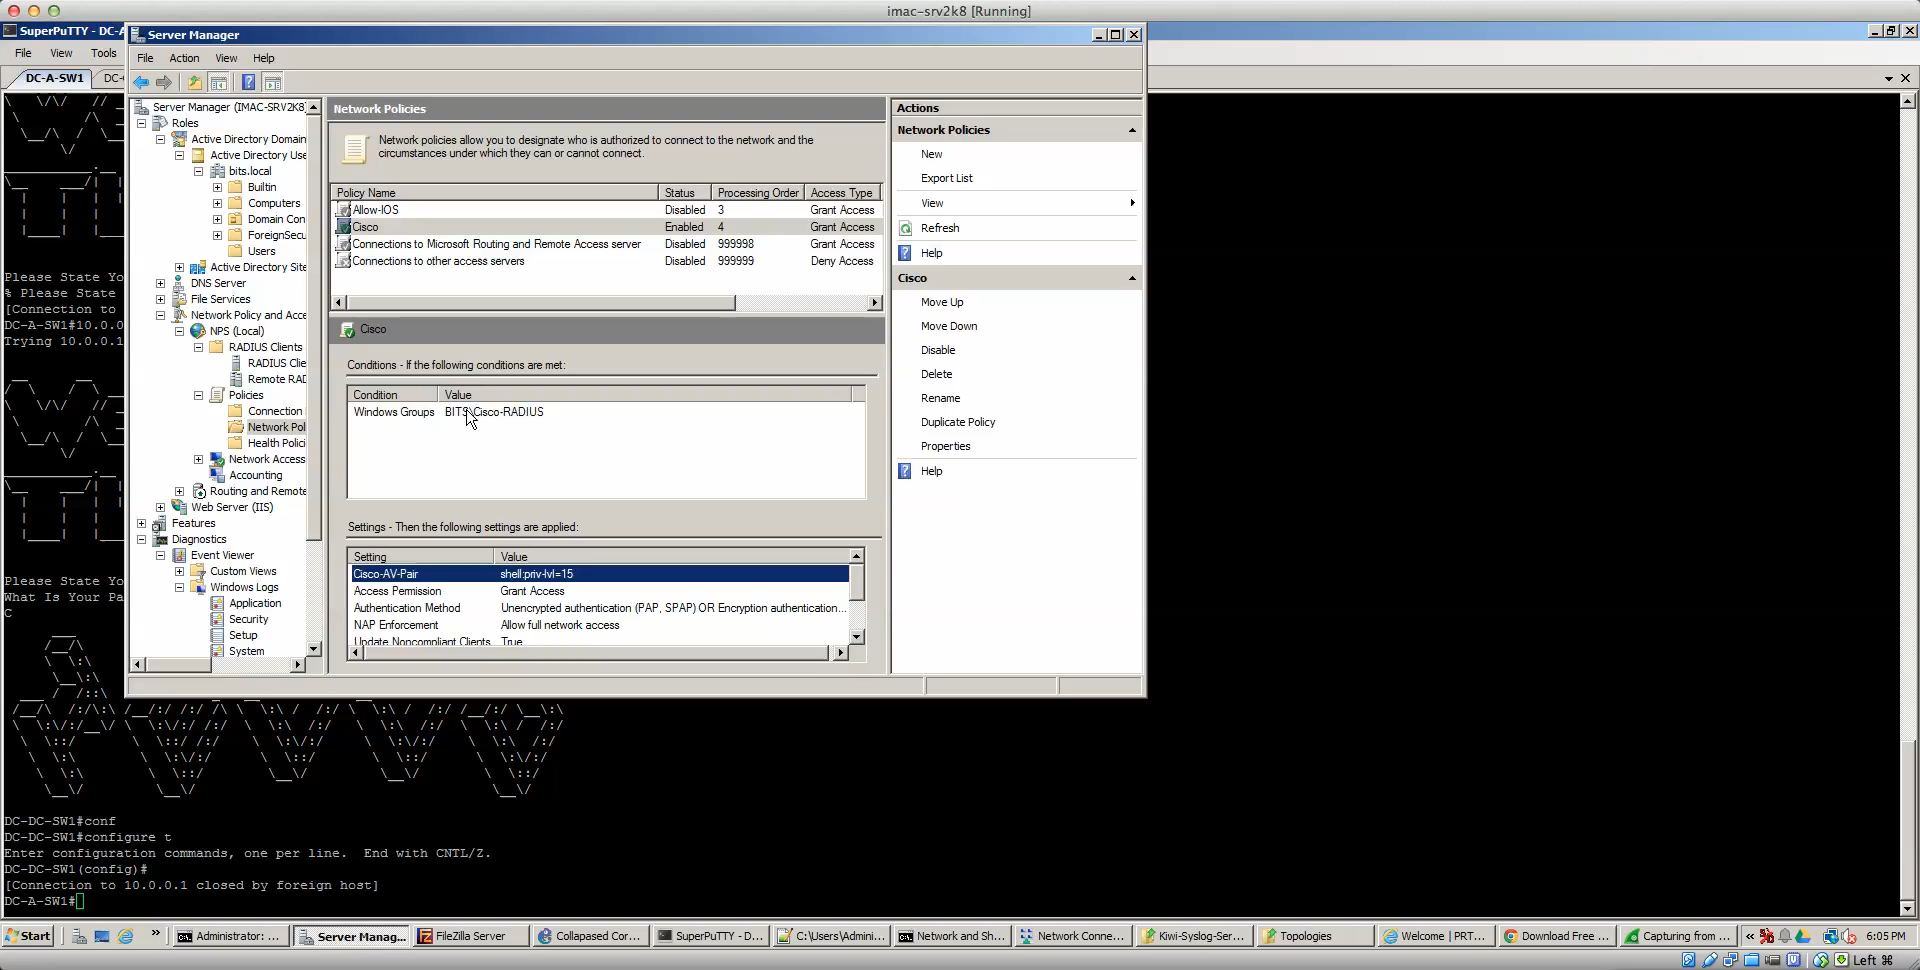 imac-srv2k8 [Running]
SuperPuTTY - DC-A
File View Tools
DC-A-SW1
Server Manager
File Action View Help
Server Manager (IMAC-SRV2K8)
Roles
Active Directory Domain
Active Directory Use
bits.local
Builtin
Computers
Domain Con
ForeignSecu
Users
Active Directory Site
DNS Server
File Services
Network Policy and Acce
NPS (Local)
RADIUS Clients
RADIUS Clie
Remote RAD
Policies
Connection
Network Pol
Health Polici
Network Access
Accounting
Routing and Remote
Web Server (IIS)
Features
Diagnostics
Event Viewer
Custom Views
Windows Logs
Application
Security
Setup
System
Network Policies
Network policies allow you to designate who is authorized to connect to the network and the
circumstances under which they can or cannot connect.
Policy Name Status Processing Order Access Type
Allow-IOS Disabled 3 Grant Access
Cisco Enabled 4 Grant Access
Connections to Microsoft Routing and Remote Access server Disabled 999998 Grant Access
Connections to other access servers Disabled 999999 Deny Access
Cisco
Conditions - If the following conditions are met:
Condition Value
Windows Groups BITS\Cisco-RADIUS
Settings - Then the following settings are applied:
Setting Value
Cisco-AV-Pair shell:priv-lvl=15
Access Permission Grant Access
Authentication Method Unencrypted authentication (PAP, SPAP) OR Encryption authentication...
NAP Enforcement Allow full network access
Update Noncompliant Clients True
Actions
Network Policies
New
Export List
View
Refresh
Help
Cisco
Move Up
Move Down
Disable
Delete
Rename
Duplicate Policy
Properties
Help
Please State Yo
% Please State
[Connection to
DC-A-SW1#10.0.0
Trying 10.0.0.1
Please State Yo
What Is Your Pa
C
DC-DC-SW1#conf
DC-DC-SW1#configure t
Enter configuration commands, one per line.  End with CNTL/Z.
DC-DC-SW1(config)#
[Connection to 10.0.0.1 closed by foreign host]
DC-A-SW1#
Start Administrator: ... Server Manag... FileZilla Server Collapased Cor... SuperPuTTY - D... C:\Users\Admini... Network and Sh... Network Conne... Kiwi-Syslog-Ser... Topologies Welcome | PRT... Download Free ... Capturing from ... 6:05 PM
Left ⌘